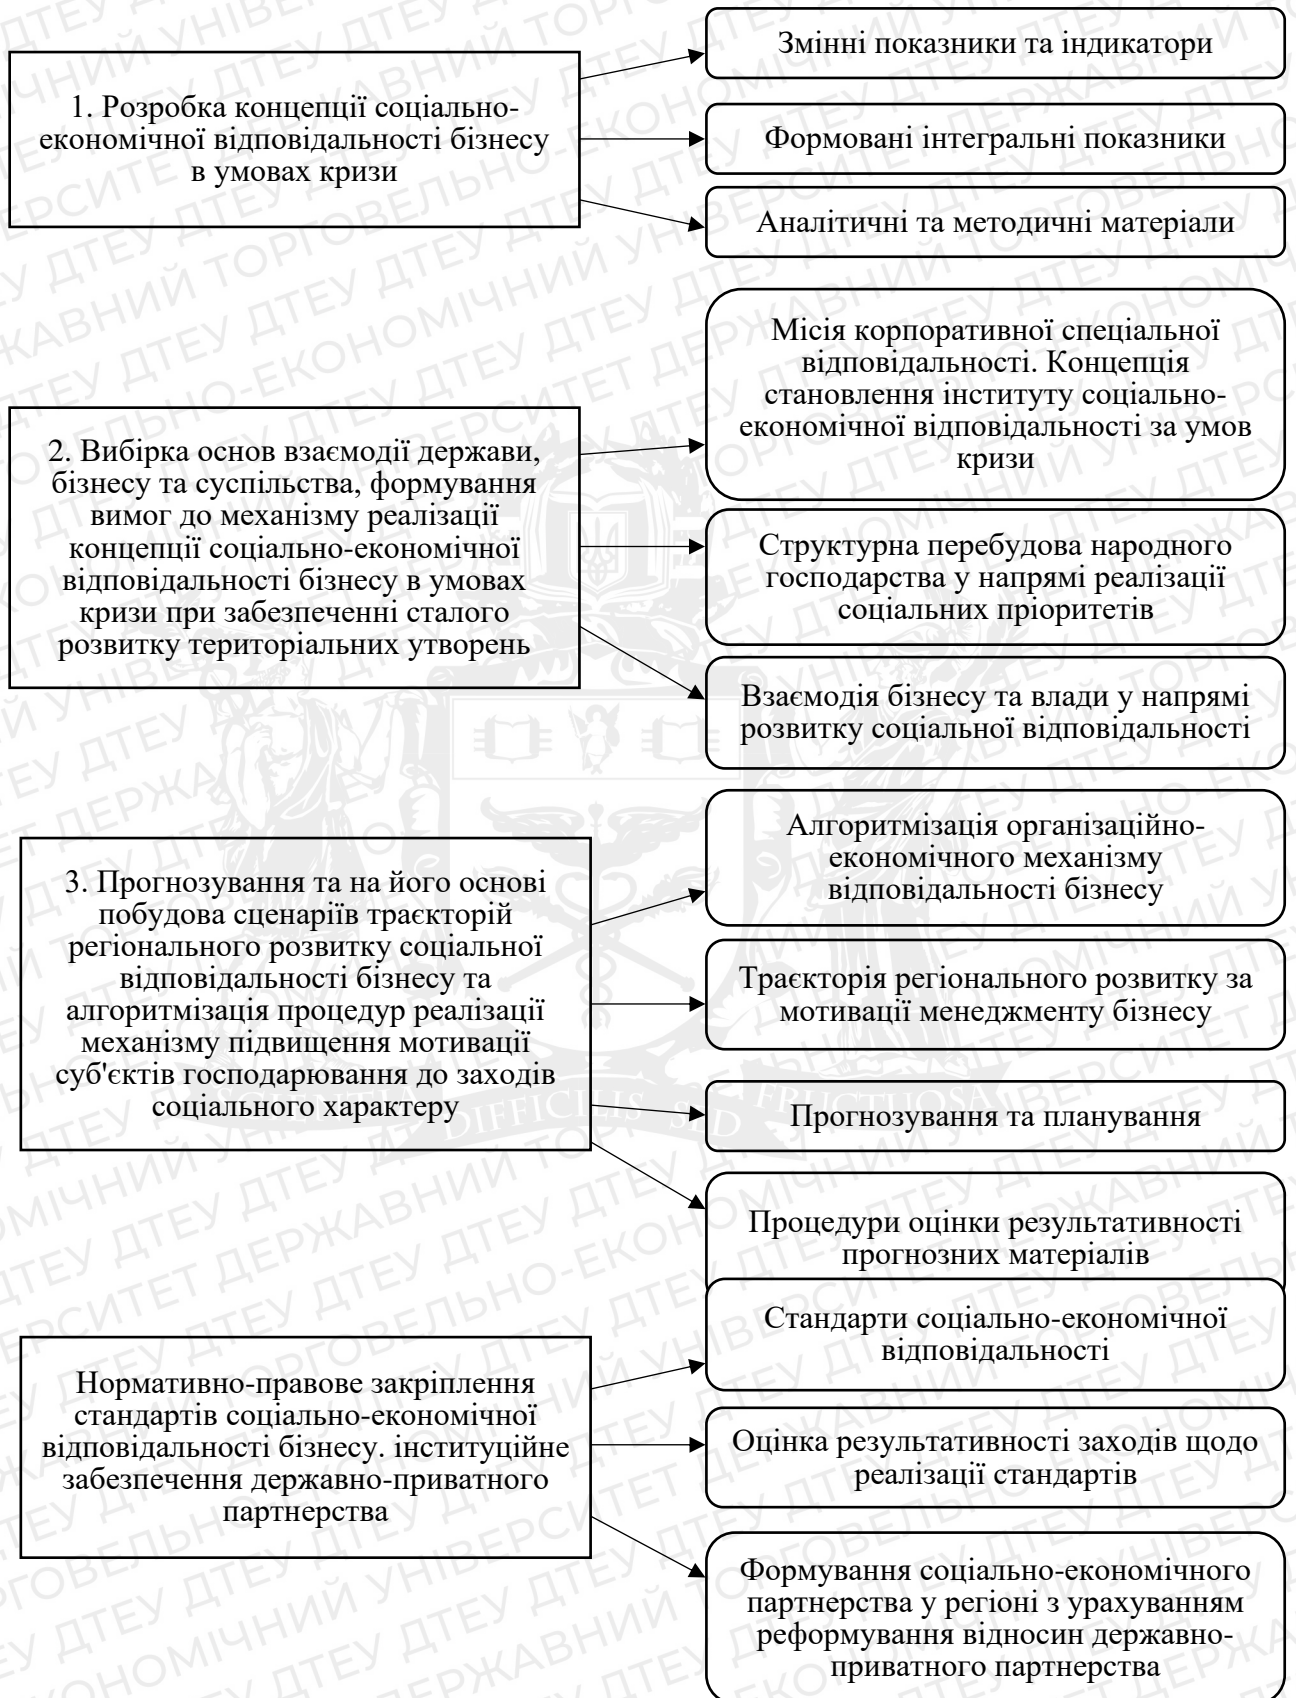 1. Розробка концепції соціально-
економічної відповідальності бізнесу
в умовах кризи
Змінні показники та індикатори
Формовані інтегральні показники
Аналітичні та методичні матеріали
2. Вибірка основ взаємодії держави,
бізнесу та суспільства, формування
вимог до механізму реалізації
концепції соціально-економічної
відповідальності бізнесу в умовах
кризи при забезпеченні сталого
розвитку територіальних утворень
Місія корпоративної спеціальної
відповідальності. Концепція
становлення інституту соціально-
економічної відповідальності за умов
кризи
Структурна перебудова народного
господарства у напрямі реалізації
соціальних пріоритетів
Взаємодія бізнесу та влади у напрямі
розвитку соціальної відповідальності
3. Прогнозування та на його основі
побудова сценаріїв траєкторій
регіонального розвитку соціальної
відповідальності бізнесу та
алгоритмізація процедур реалізації
механізму підвищення мотивації
суб'єктів господарювання до заходів
соціального характеру
Алгоритмізація організаційно-
економічного механізму
відповідальності бізнесу
Траєкторія регіонального розвитку за
мотивації менеджменту бізнесу
Прогнозування та планування
Процедури оцінки результативності
прогнозних матеріалів
Нормативно-правове закріплення
стандартів соціально-економічної
відповідальності бізнесу. інституційне
забезпечення державно-приватного
партнерства
Стандарти соціально-економічної
відповідальності
Оцінка результативності заходів щодо
реалізації стандартів
Формування соціально-економічного
партнерства у регіоні з урахуванням
реформування відносин державно-
приватного партнерства